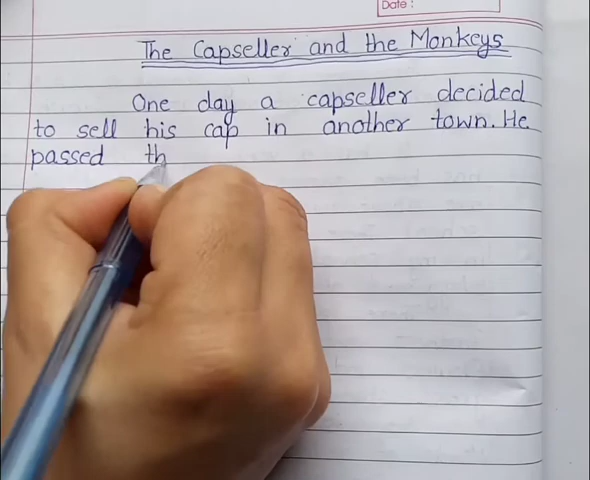 Date :
The Capseller and the Monkeys
One day a capseller decided
to sell his cap in another town. He
passed th